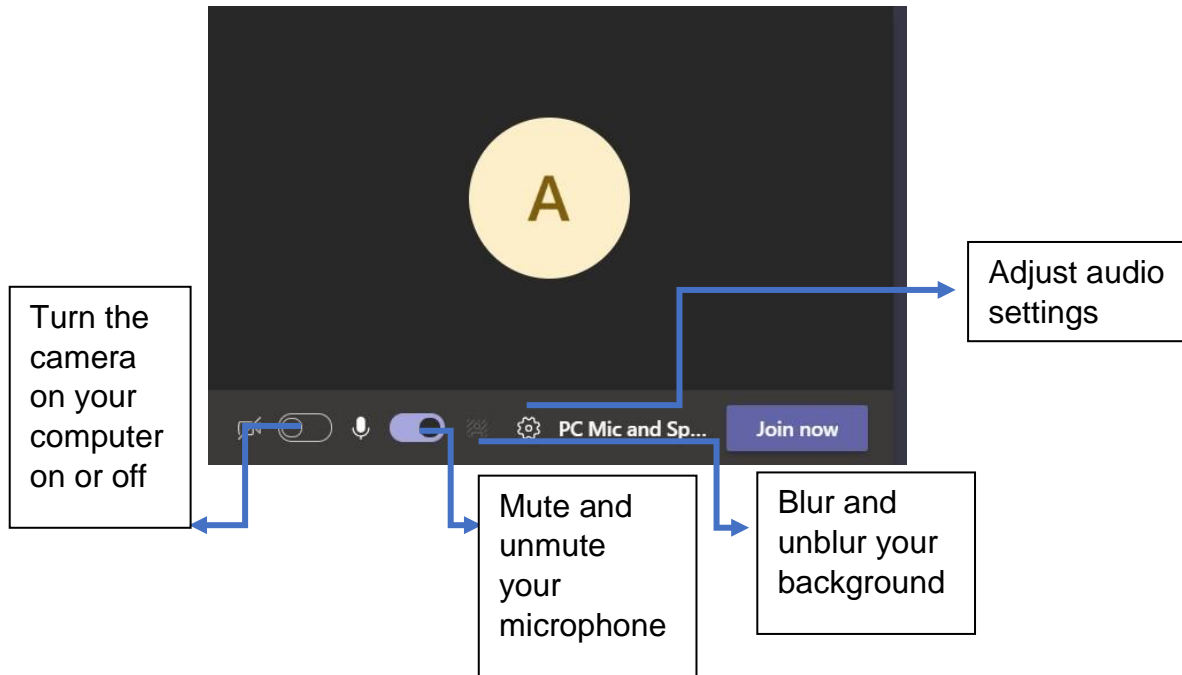 A
Adjust audio
settings
Turn the
camera
on your
computer
on or off
PC Mic and Sp...
Join now
Mute and
unmute
your
microphone
Blur and
unblur your
background